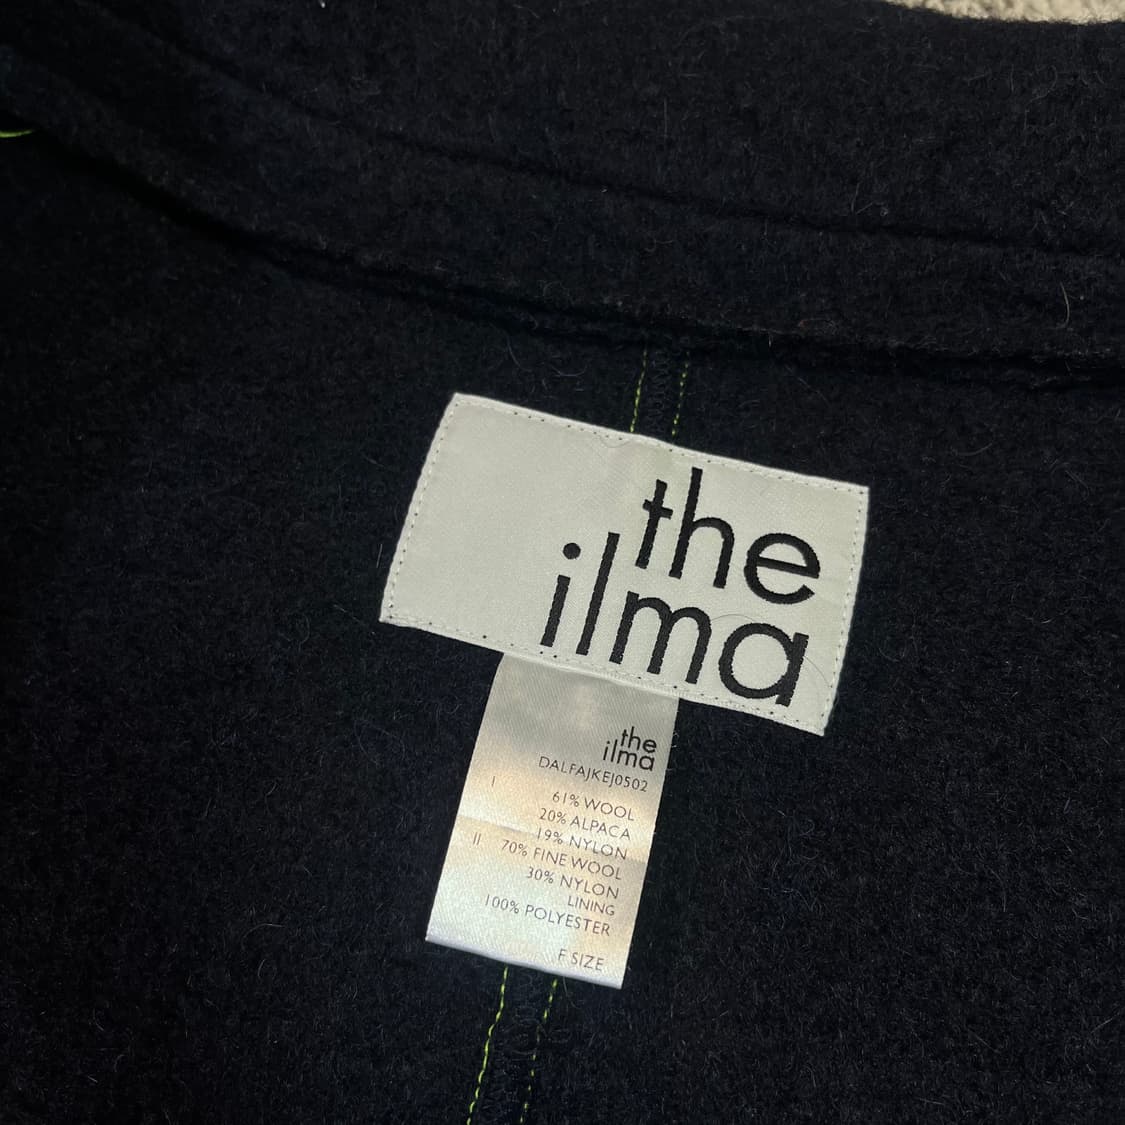 the
ilma
the
ilma
DALFAJKEJ0502
I 61% WOOL
20% ALPACA
19% NYLON
II 70% FINE WOOL
30% NYLON
LINING
100% POLYESTER
F SIZE